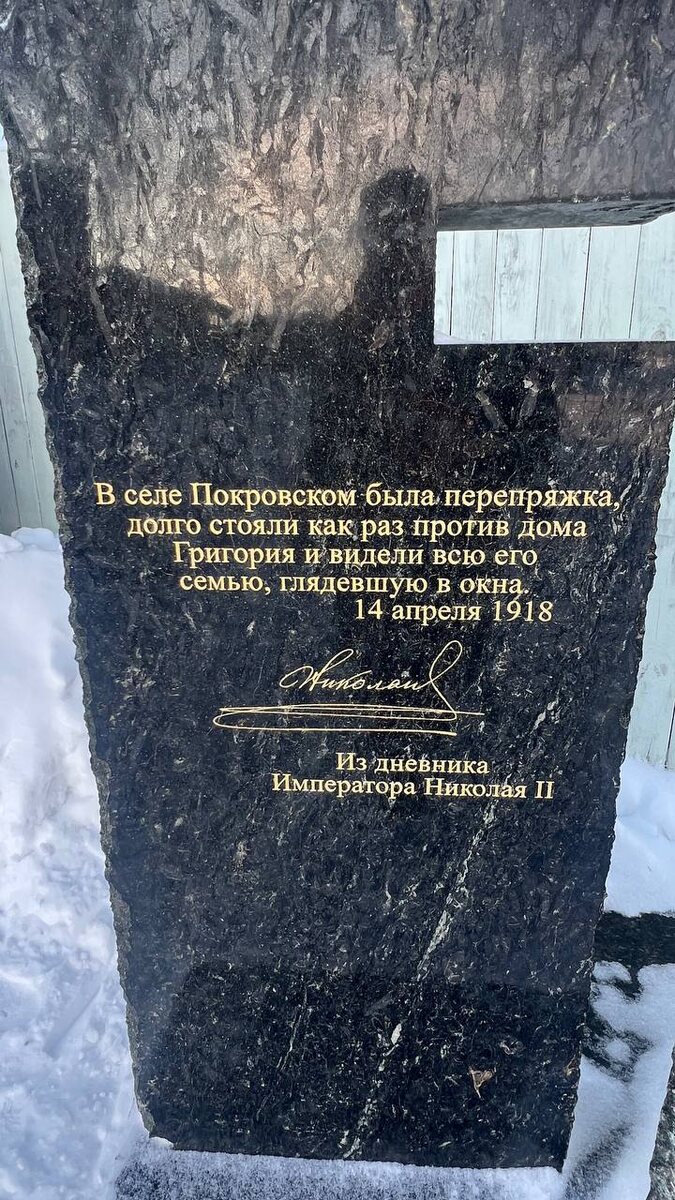 В селе Покровском была перепряжка,
долго стояли как раз против дома
Григория и видели всю его
семью, глядевшую в окна.
14 апреля 1918
Николай
Из дневника
Императора Николая II